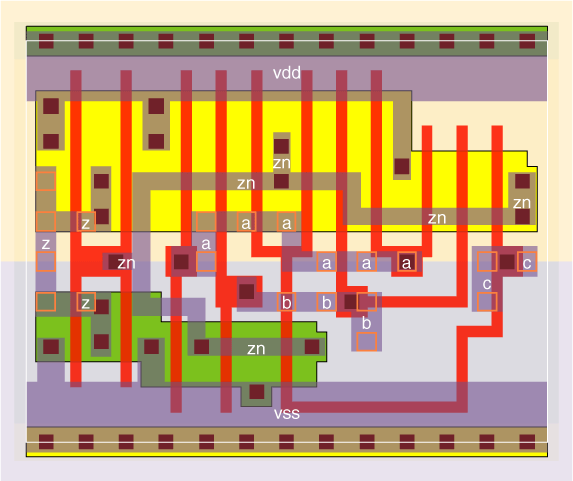 vdd
zn
zn zn
z a a zn
z a
zn a a a c
z b b c
b
zn
vss